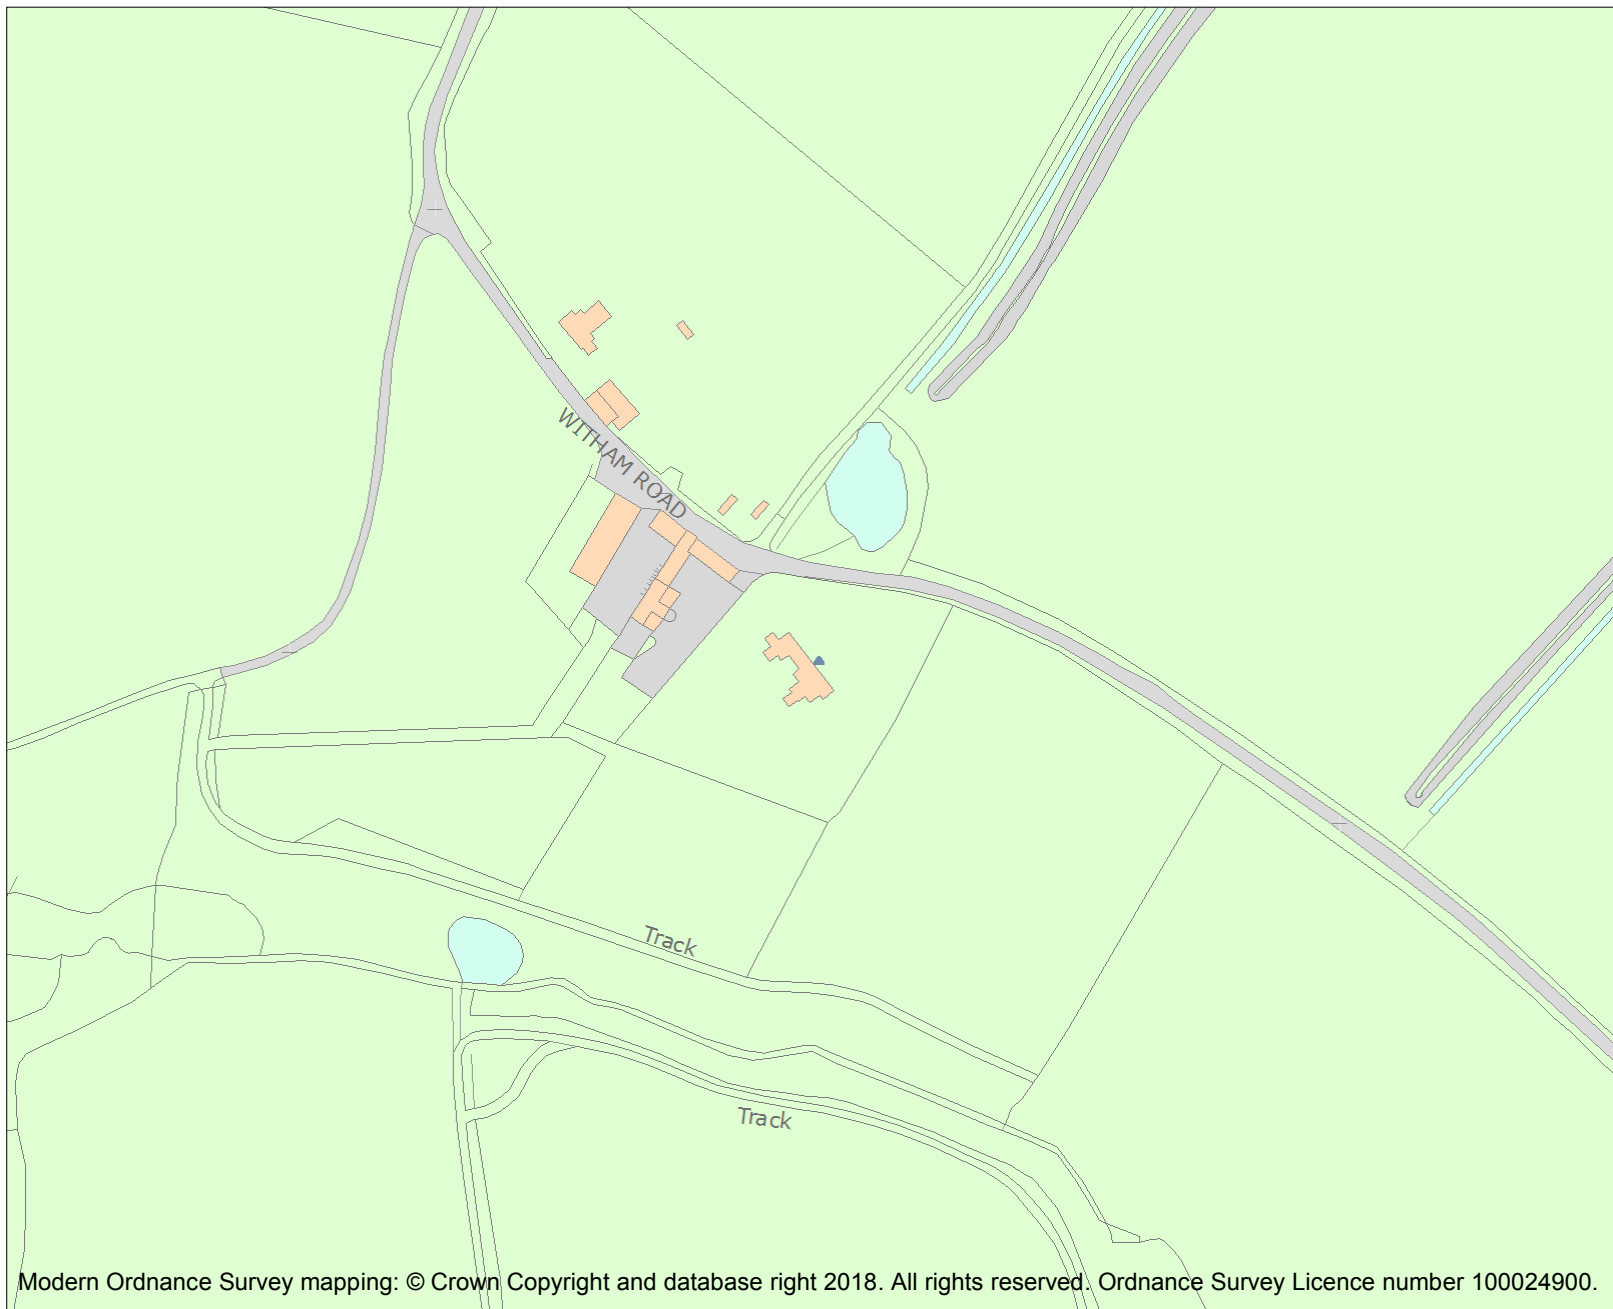 WITHAM ROAD
Track
Track
Modern Ordnance Survey mapping: © Crown Copyright and database right 2018. All rights reserved. Ordnance Survey Licence number 100024900.